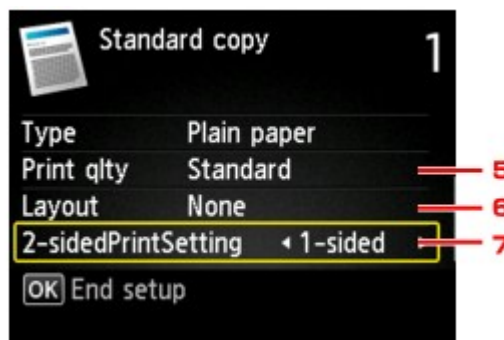 Standard copy 1
Type Plain paper
Print qlty Standard 5
Layout None 6
2-sidedPrintSetting ◂ 1-sided 7
OK End setup